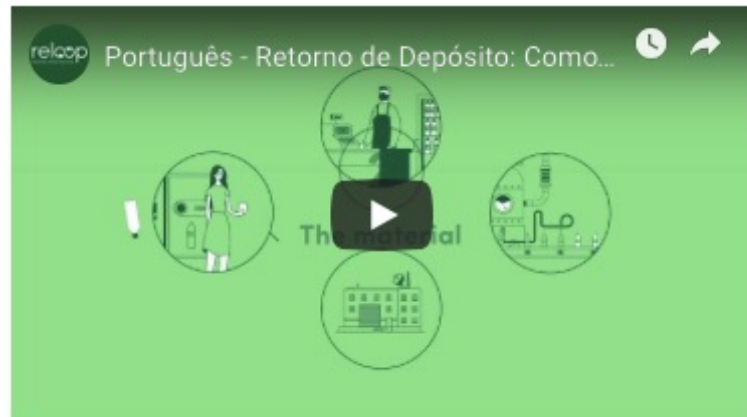 reloop
Português - Retorno de Depósito: Como...
The material